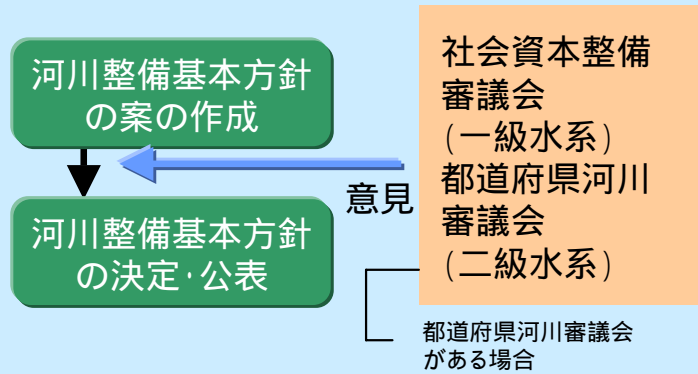 河川整備基本方針
の案の作成
河川整備基本方針
の決定・公表
意見
社会資本整備
審議会
(一級水系)
都道府県河川
審議会
(二級水系)
都道府県河川審議会
がある場合